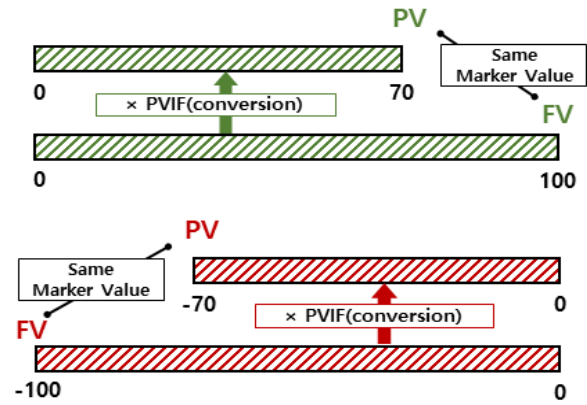 PV
Same
Marker Value
0
70
× PVIF(conversion)
FV
0
100
PV
Same
Marker Value
-70
0
× PVIF(conversion)
FV
-100
0